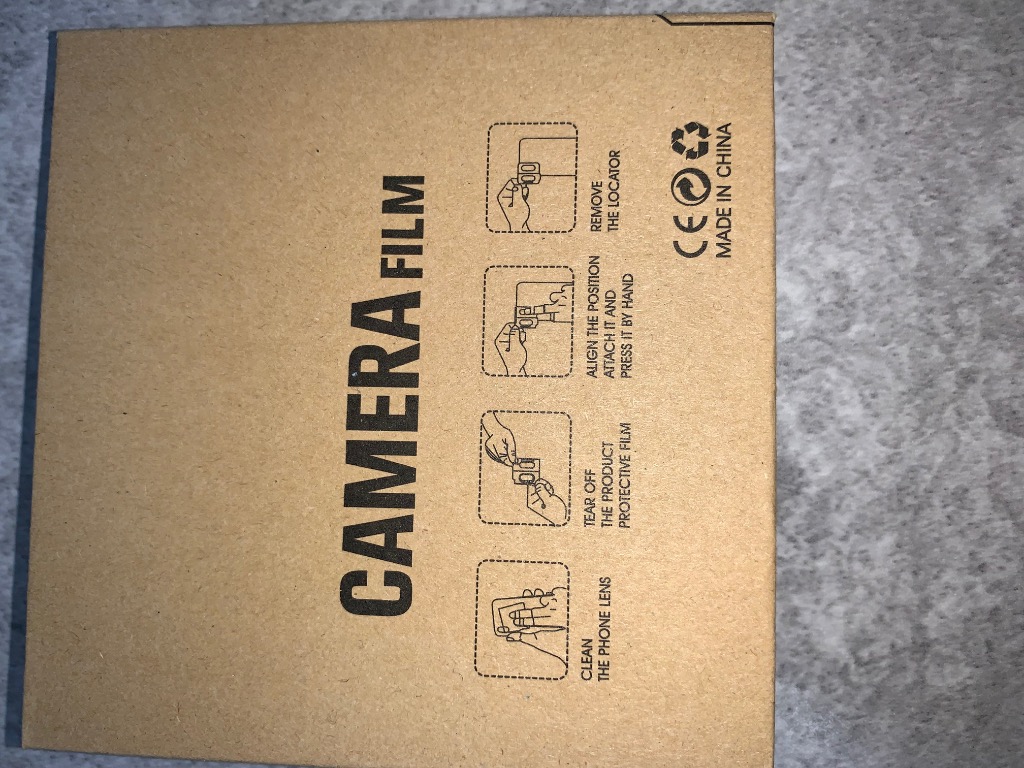 CAMERA FILM
CLEAN
THE PHONE LENS
TEAR OFF
THE PRODUCT
PROTECTIVE FILM
ALIGN THE POSITION
ATTACH IT AND
PRESS IT BY HAND
REMOVE
THE LOCATOR
CE
MADE IN CHINA